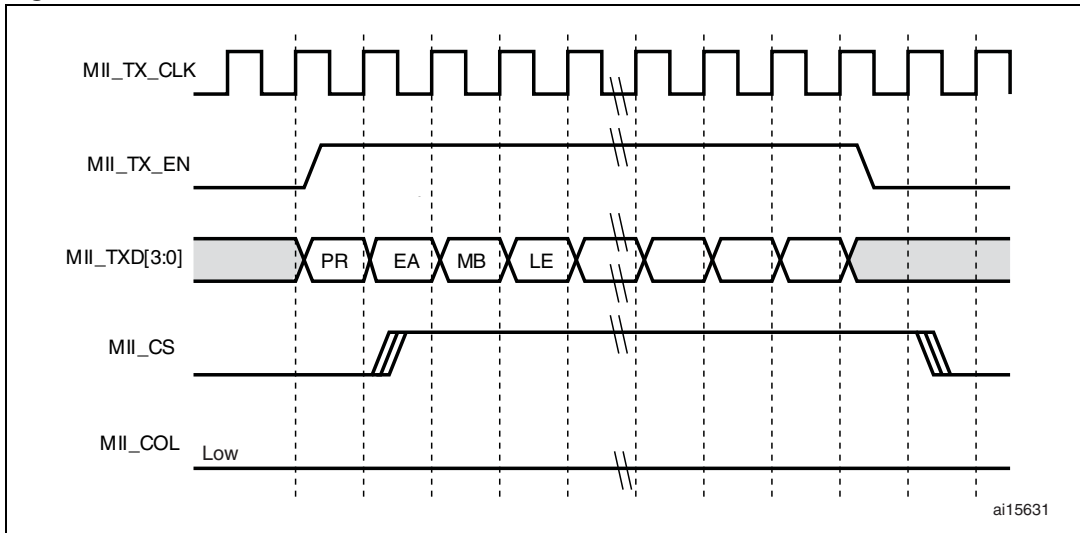 MII_TX_CLK
MII_TX_EN
MII_TXD[3:0]
PR EA MB LE
MII_CS
MII_COL
Low
ai15631